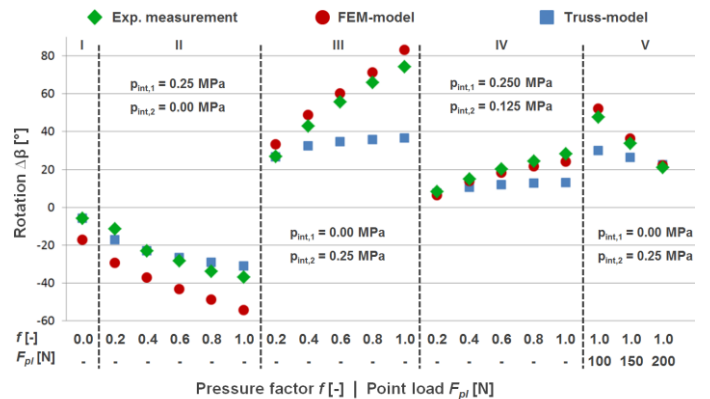 Exp. measurement FEM-model Truss-model
I II III IV V
80
60
40
20
0
-20
-40
-60
Rotation Δβ [°]
p_int,1 = 0.25 MPa
p_int,2 = 0.00 MPa
p_int,1 = 0.00 MPa
p_int,2 = 0.25 MPa
p_int,1 = 0.250 MPa
p_int,2 = 0.125 MPa
p_int,1 = 0.00 MPa
p_int,2 = 0.25 MPa
f [-] 0.0 0.2 0.4 0.6 0.8 1.0 0.2 0.4 0.6 0.8 1.0 0.2 0.4 0.6 0.8 1.0 1.0 1.0 1.0
F_pl [N] - - - - - - - - - - - - - - - - 100 150 200
Pressure factor f [-] | Point load F_pl [N]